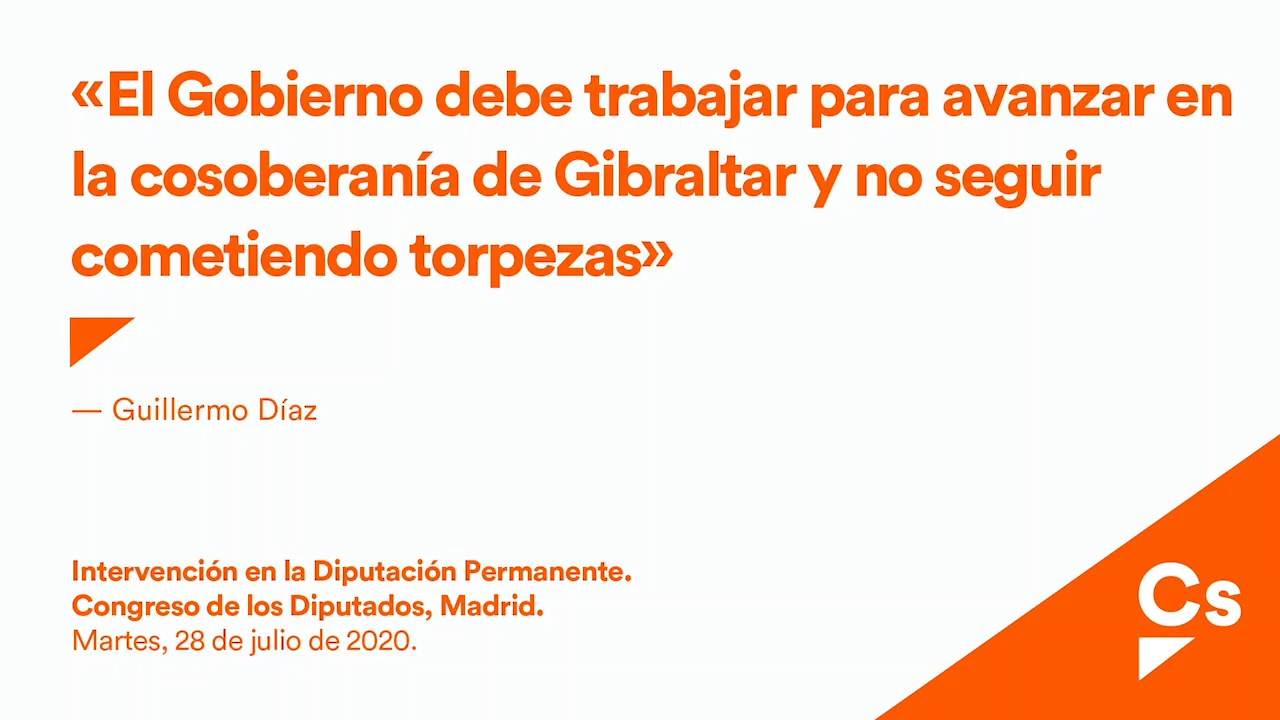 «El Gobierno debe trabajar para avanzar en
la cosoberanía de Gibraltar y no seguir
cometiendo torpezas»
— Guillermo Díaz
Intervención en la Diputación Permanente.
Congreso de los Diputados, Madrid.
Martes, 28 de julio de 2020.
Cs